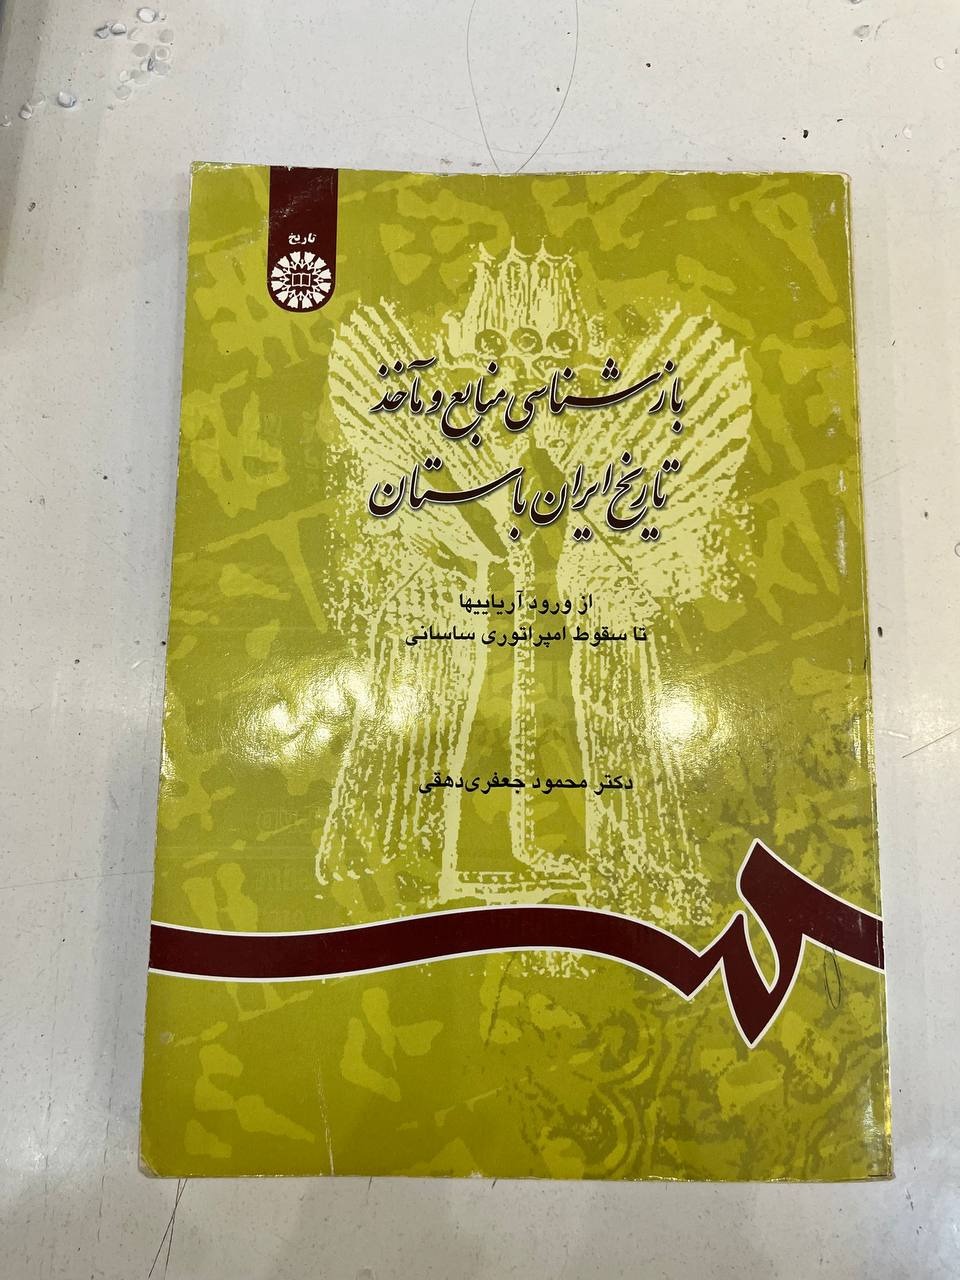 تاریخ
بازشناسی منابع و مآخذ
تاریخ ایران باستان
از ورود آریاییها
تا سقوط امپراتوری ساسانی
دکتر محمود جعفری‌دهقی